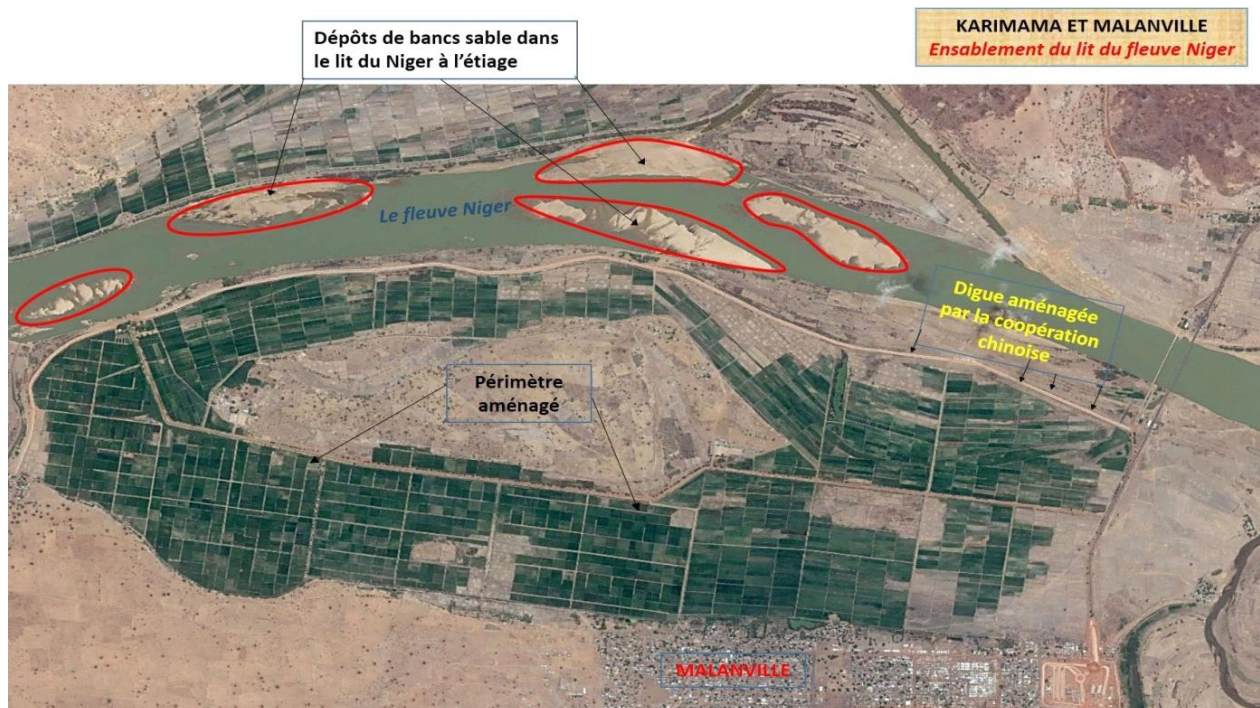 KARIMAMA ET MALANVILLE
Ensablement du lit du fleuve Niger
Dépôts de bancs sable dans
le lit du Niger à l’étiage
Le fleuve Niger
Digue aménagée
par la coopération
chinoise
Périmètre
aménagé
MALANVILLE